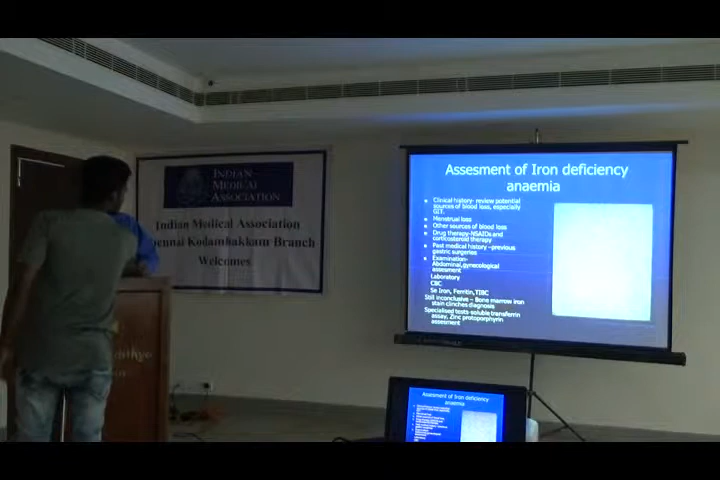 INDIAN
MEDICAL
ASSOCIATION
Indian Medical Association
Kodambakkam Branch
Welcomes
Assesment of Iron deficiency
anaemia
Clinical history- review potential
sources of blood loss, especially
GIT.
Menstrual loss
Other sources of blood loss
Drug therapy-NSAIDs and
corticosteroid therapy
Past medical history -previous
gastric surgeries
Examination-
Abdominal,gynecological
assesment
Laboratory
CBC
Se Iron, Ferritin,TIBC
Still inconclusive - Bone marrow iron
stain clinches diagnosis
Specialised tests-soluble transferrin
assay, Zinc protoporphyrin
assesment
Assesment of Iron deficiency
anaemia